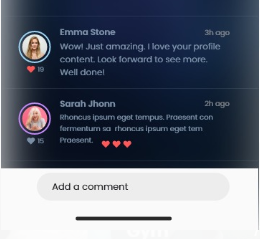 Emma Stone 3h ago
Wow! Just amazing. I love your profile
content. Look forward to see more.
Well done!
19
Sarah Jhonn 2h ago
Rhoncus ipsum eget tempus. Praesent con
fermentum sa rhoncus ipsum eget tem
Praesent.
15
Add a comment